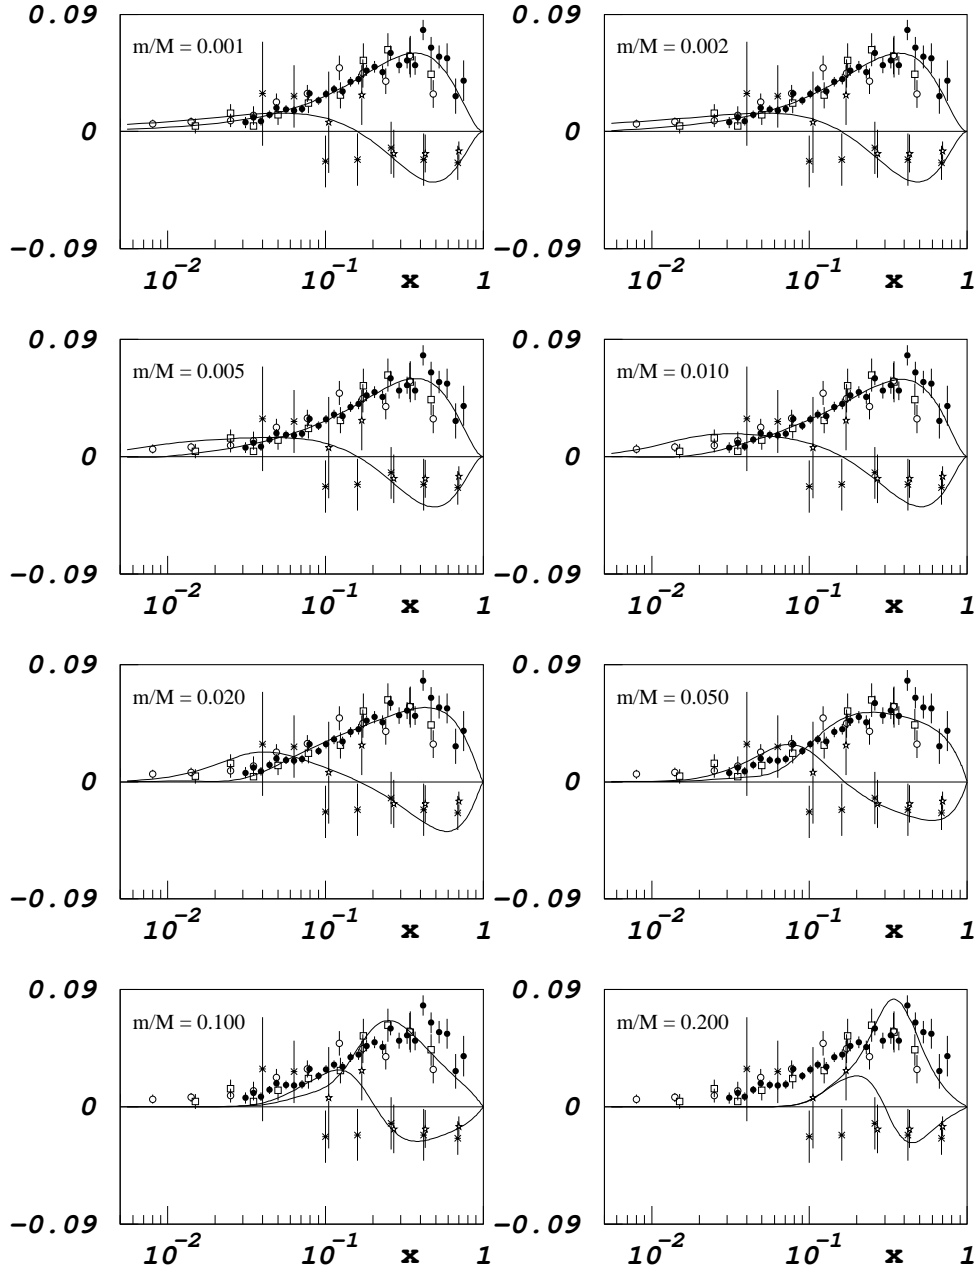 0.09 0.09
m/M = 0.001 m/M = 0.002
0 0
-0.09 -0.09
10-2 10-1 x 1 10-2 10-1 x 1
0.09 0.09
m/M = 0.005 m/M = 0.010
0 0
-0.09 -0.09
10-2 10-1 x 1 10-2 10-1 x 1
0.09 0.09
m/M = 0.020 m/M = 0.050
0 0
-0.09 -0.09
10-2 10-1 x 1 10-2 10-1 x 1
0.09 0.09
m/M = 0.100 m/M = 0.200
0 0
-0.09 -0.09
10-2 10-1 x 1 10-2 10-1 x 1